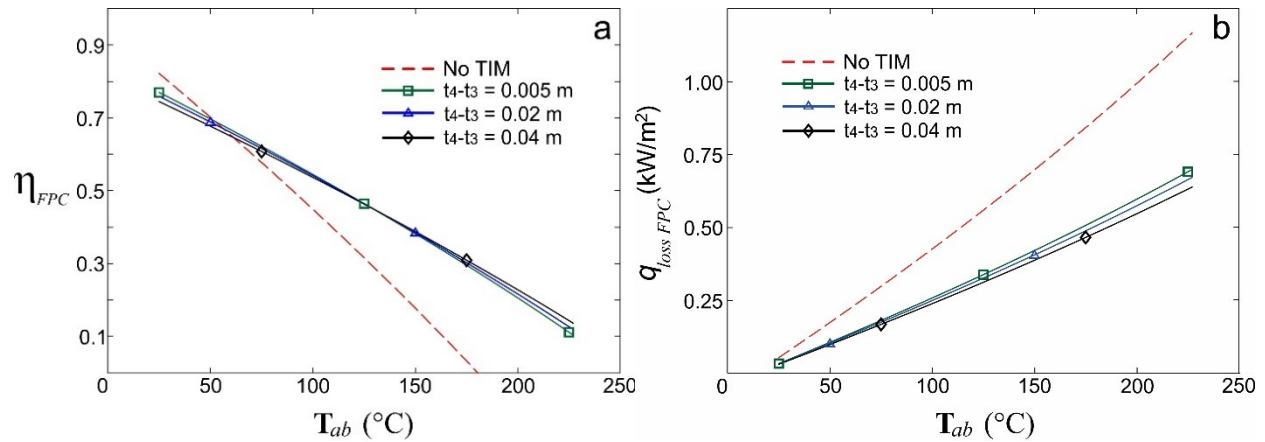 a
0.9
0.7
0.5
0.3
0.1
η_FPC
No TIM
t₄-t₃ = 0.005 m
t₄-t₃ = 0.02 m
t₄-t₃ = 0.04 m
0 50 100 150 200 250
T_ab (°C)
b
1.00
0.75
0.50
0.25
q_loss FPC (kW/m²)
No TIM
t₄-t₃ = 0.005 m
t₄-t₃ = 0.02 m
t₄-t₃ = 0.04 m
0 50 100 150 200 250
T_ab (°C)